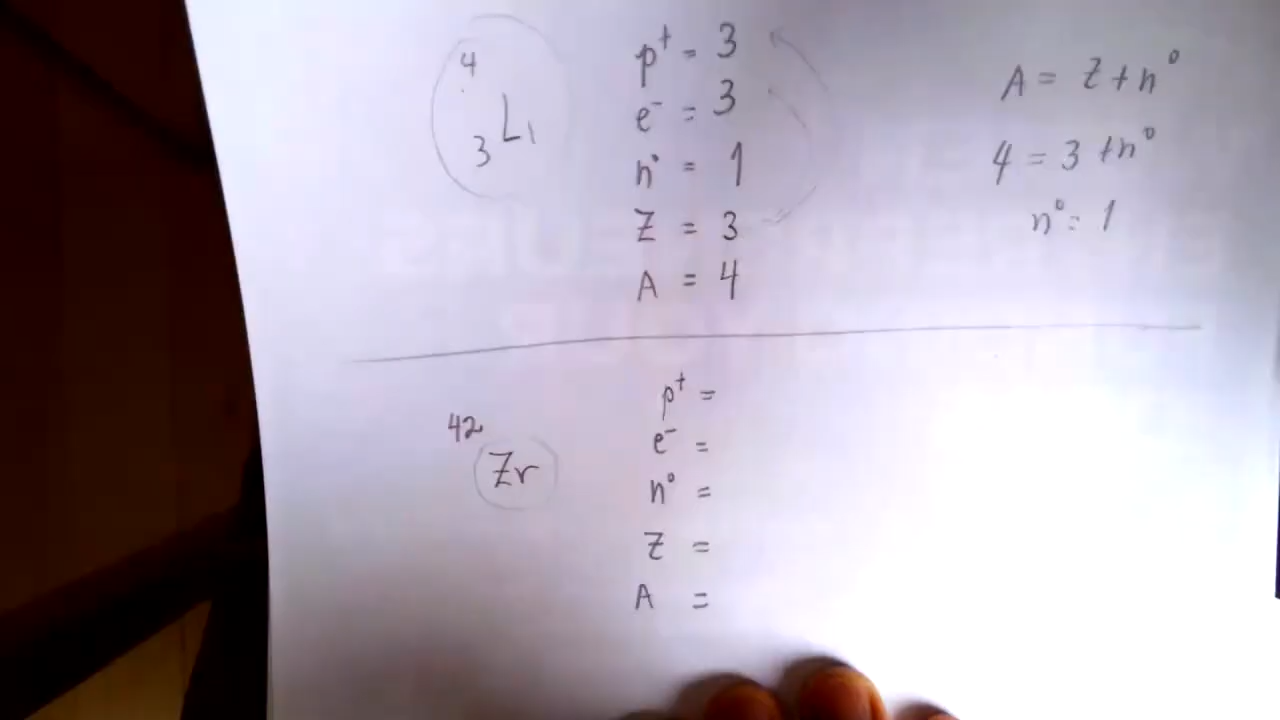 4
3 Li
p⁺ = 3
e⁻ = 3
n° = 1
Z = 3
A = 4
A = Z + n°
4 = 3 + n°
n° = 1
42
Zr
p⁺ =
e⁻ =
n° =
Z =
A =